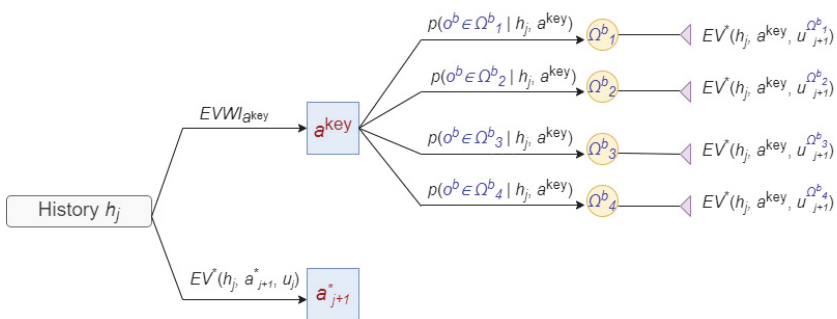 p(o^b ∈ Ω^b_1 | h_j, a^key) Ω^b_1 EV*(h_j, a^key, u^{Ω^b_1}_{j+1})
p(o^b ∈ Ω^b_2 | h_j, a^key) Ω^b_2 EV*(h_j, a^key, u^{Ω^b_2}_{j+1})
EVWI_{a^key}
a^key
p(o^b ∈ Ω^b_3 | h_j, a^key) Ω^b_3 EV*(h_j, a^key, u^{Ω^b_3}_{j+1})
p(o^b ∈ Ω^b_4 | h_j, a^key) Ω^b_4 EV*(h_j, a^key, u^{Ω^b_4}_{j+1})
History h_j
EV*(h_j, a*_{j+1}, u_j)
a*_{j+1}